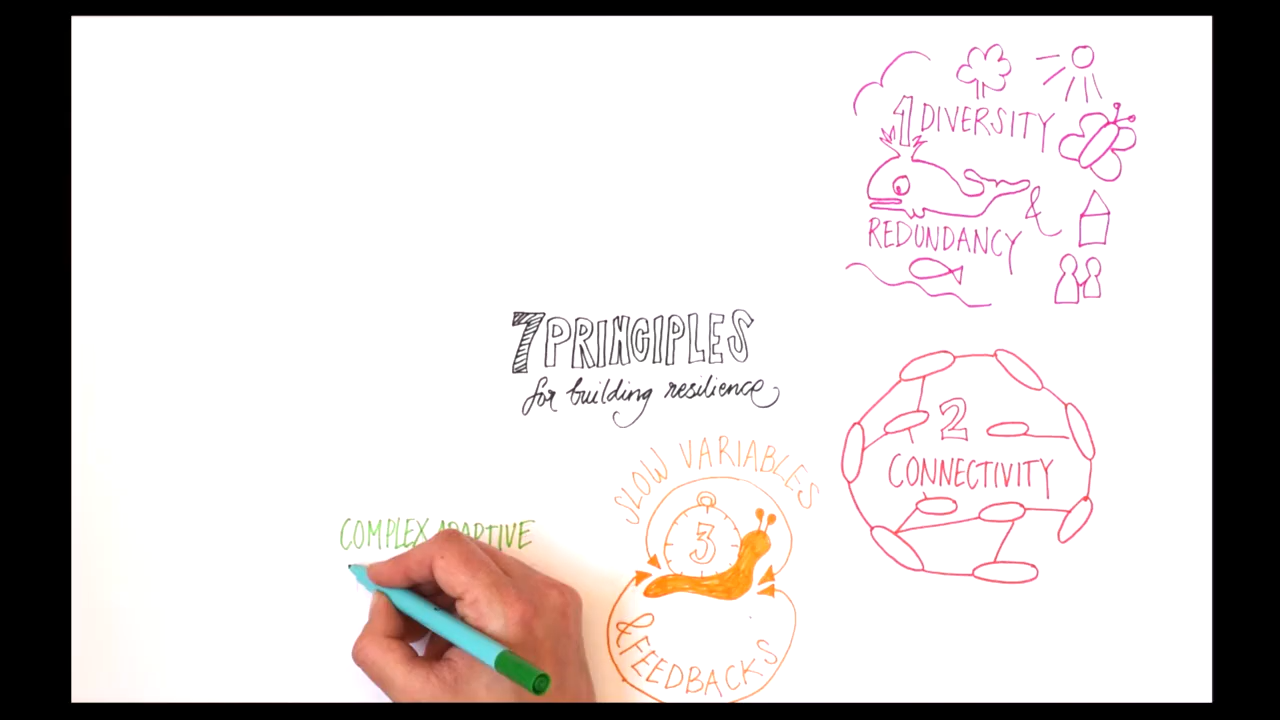 7 PRINCIPLES
for building resilience
1 DIVERSITY
&
REDUNDANCY
2
CONNECTIVITY
SLOW VARIABLES
3
& FEEDBACKS
COMPLEX ADAPTIVE